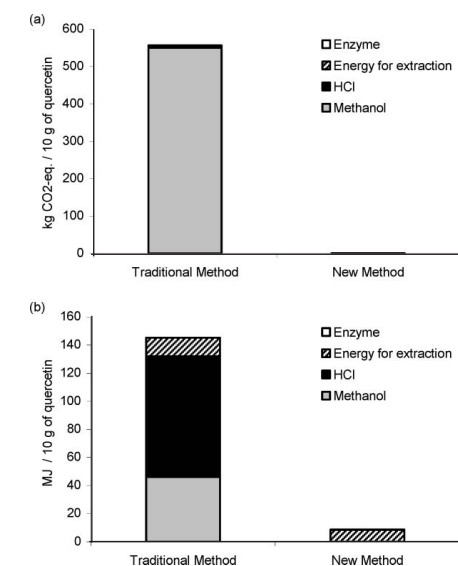 (a)
kg CO2-eq. / 10 g of quercetin
600
500
400
300
200
100
0
Enzyme
Energy for extraction
HCl
Methanol
Traditional Method
New Method
(b)
MJ / 10 g of quercetin
160
140
120
100
80
60
40
20
0
Enzyme
Energy for extraction
HCl
Methanol
Traditional Method
New Method